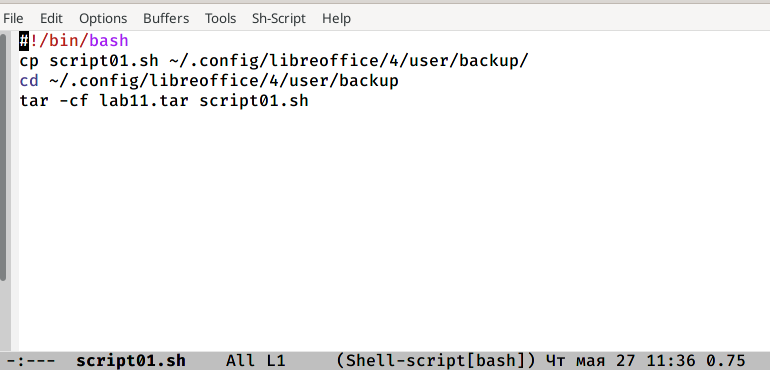 File Edit Options Buffers Tools Sh-Script Help
#!/bin/bash
cp script01.sh ~/.config/libreoffice/4/user/backup/
cd ~/.config/libreoffice/4/user/backup
tar -cf lab11.tar script01.sh
-:--- script01.sh All L1 (Shell-script[bash]) Чт мая 27 11:36 0.75